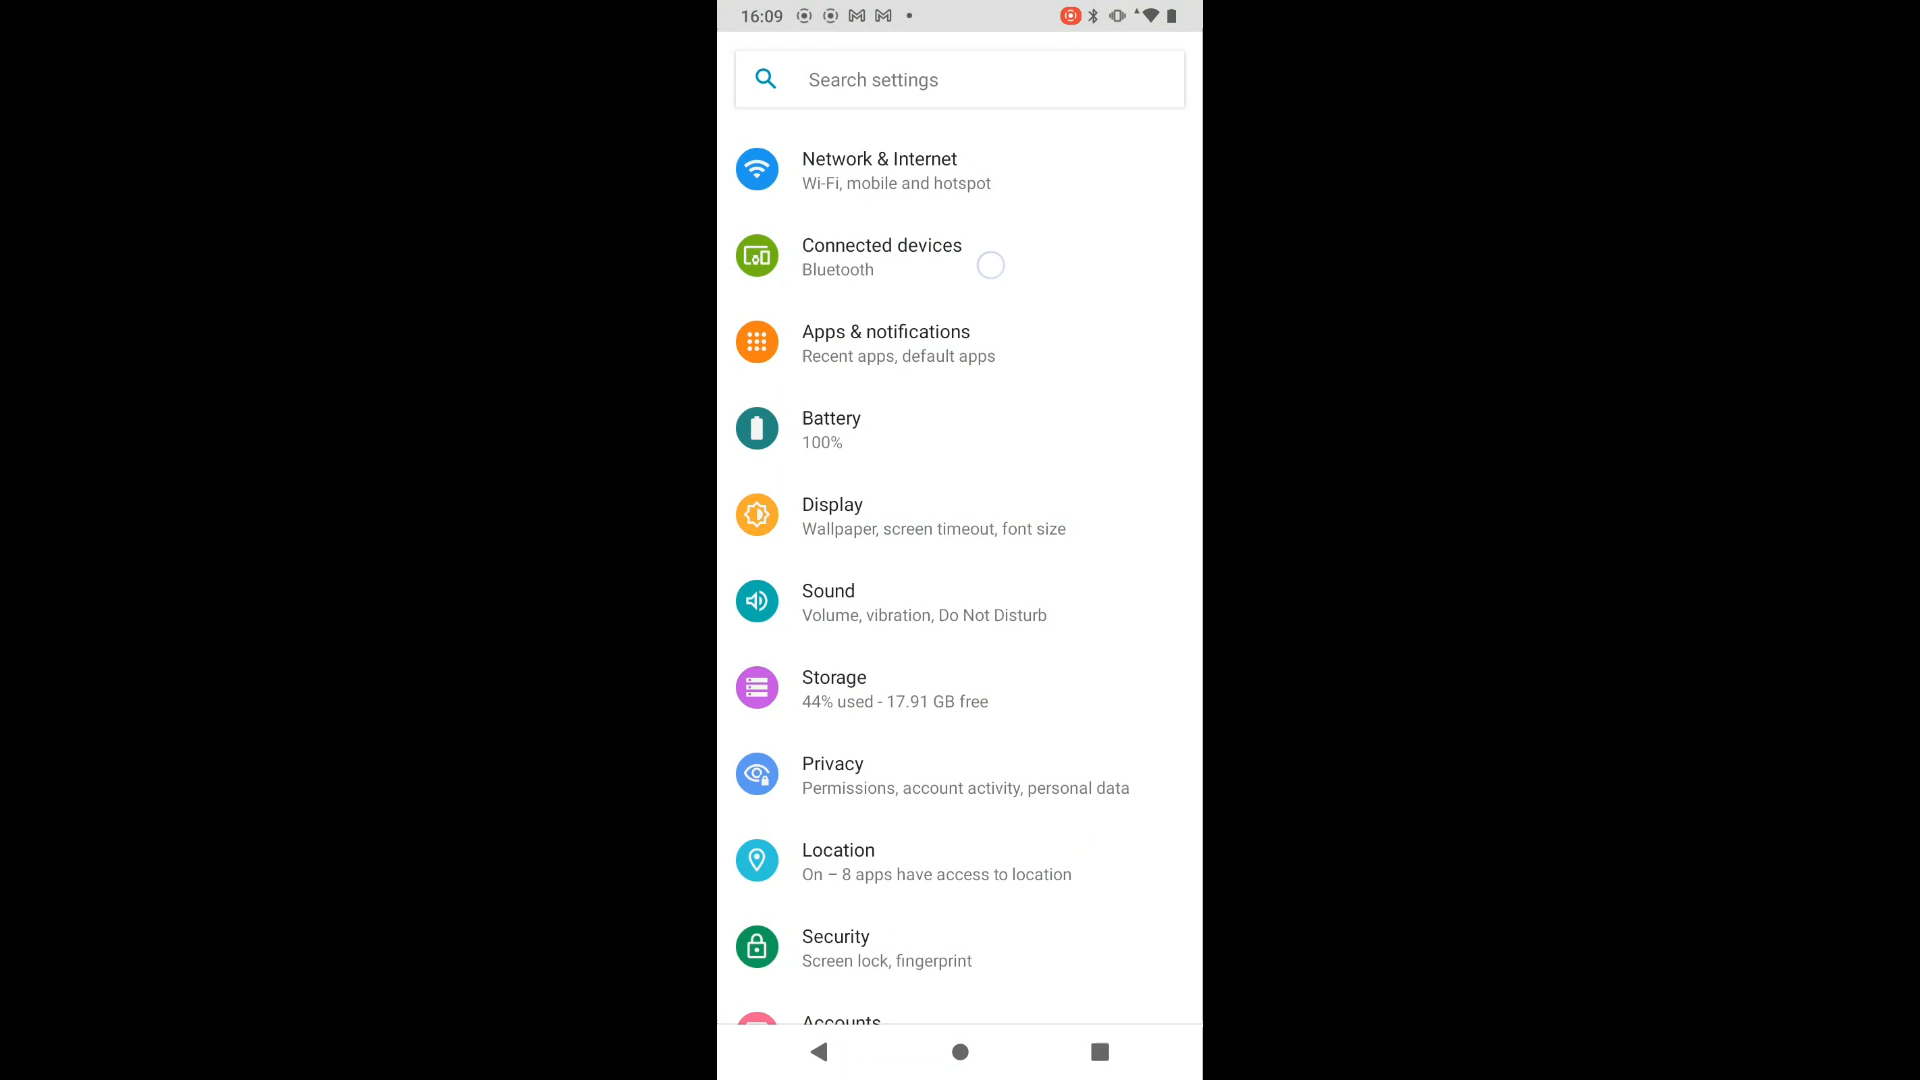 16:09
Search settings
Network & Internet
Wi-Fi, mobile and hotspot
Connected devices
Bluetooth
Apps & notifications
Recent apps, default apps
Battery
100%
Display
Wallpaper, screen timeout, font size
Sound
Volume, vibration, Do Not Disturb
Storage
44% used - 17.91 GB free
Privacy
Permissions, account activity, personal data
Location
On – 8 apps have access to location
Security
Screen lock, fingerprint
Accounts